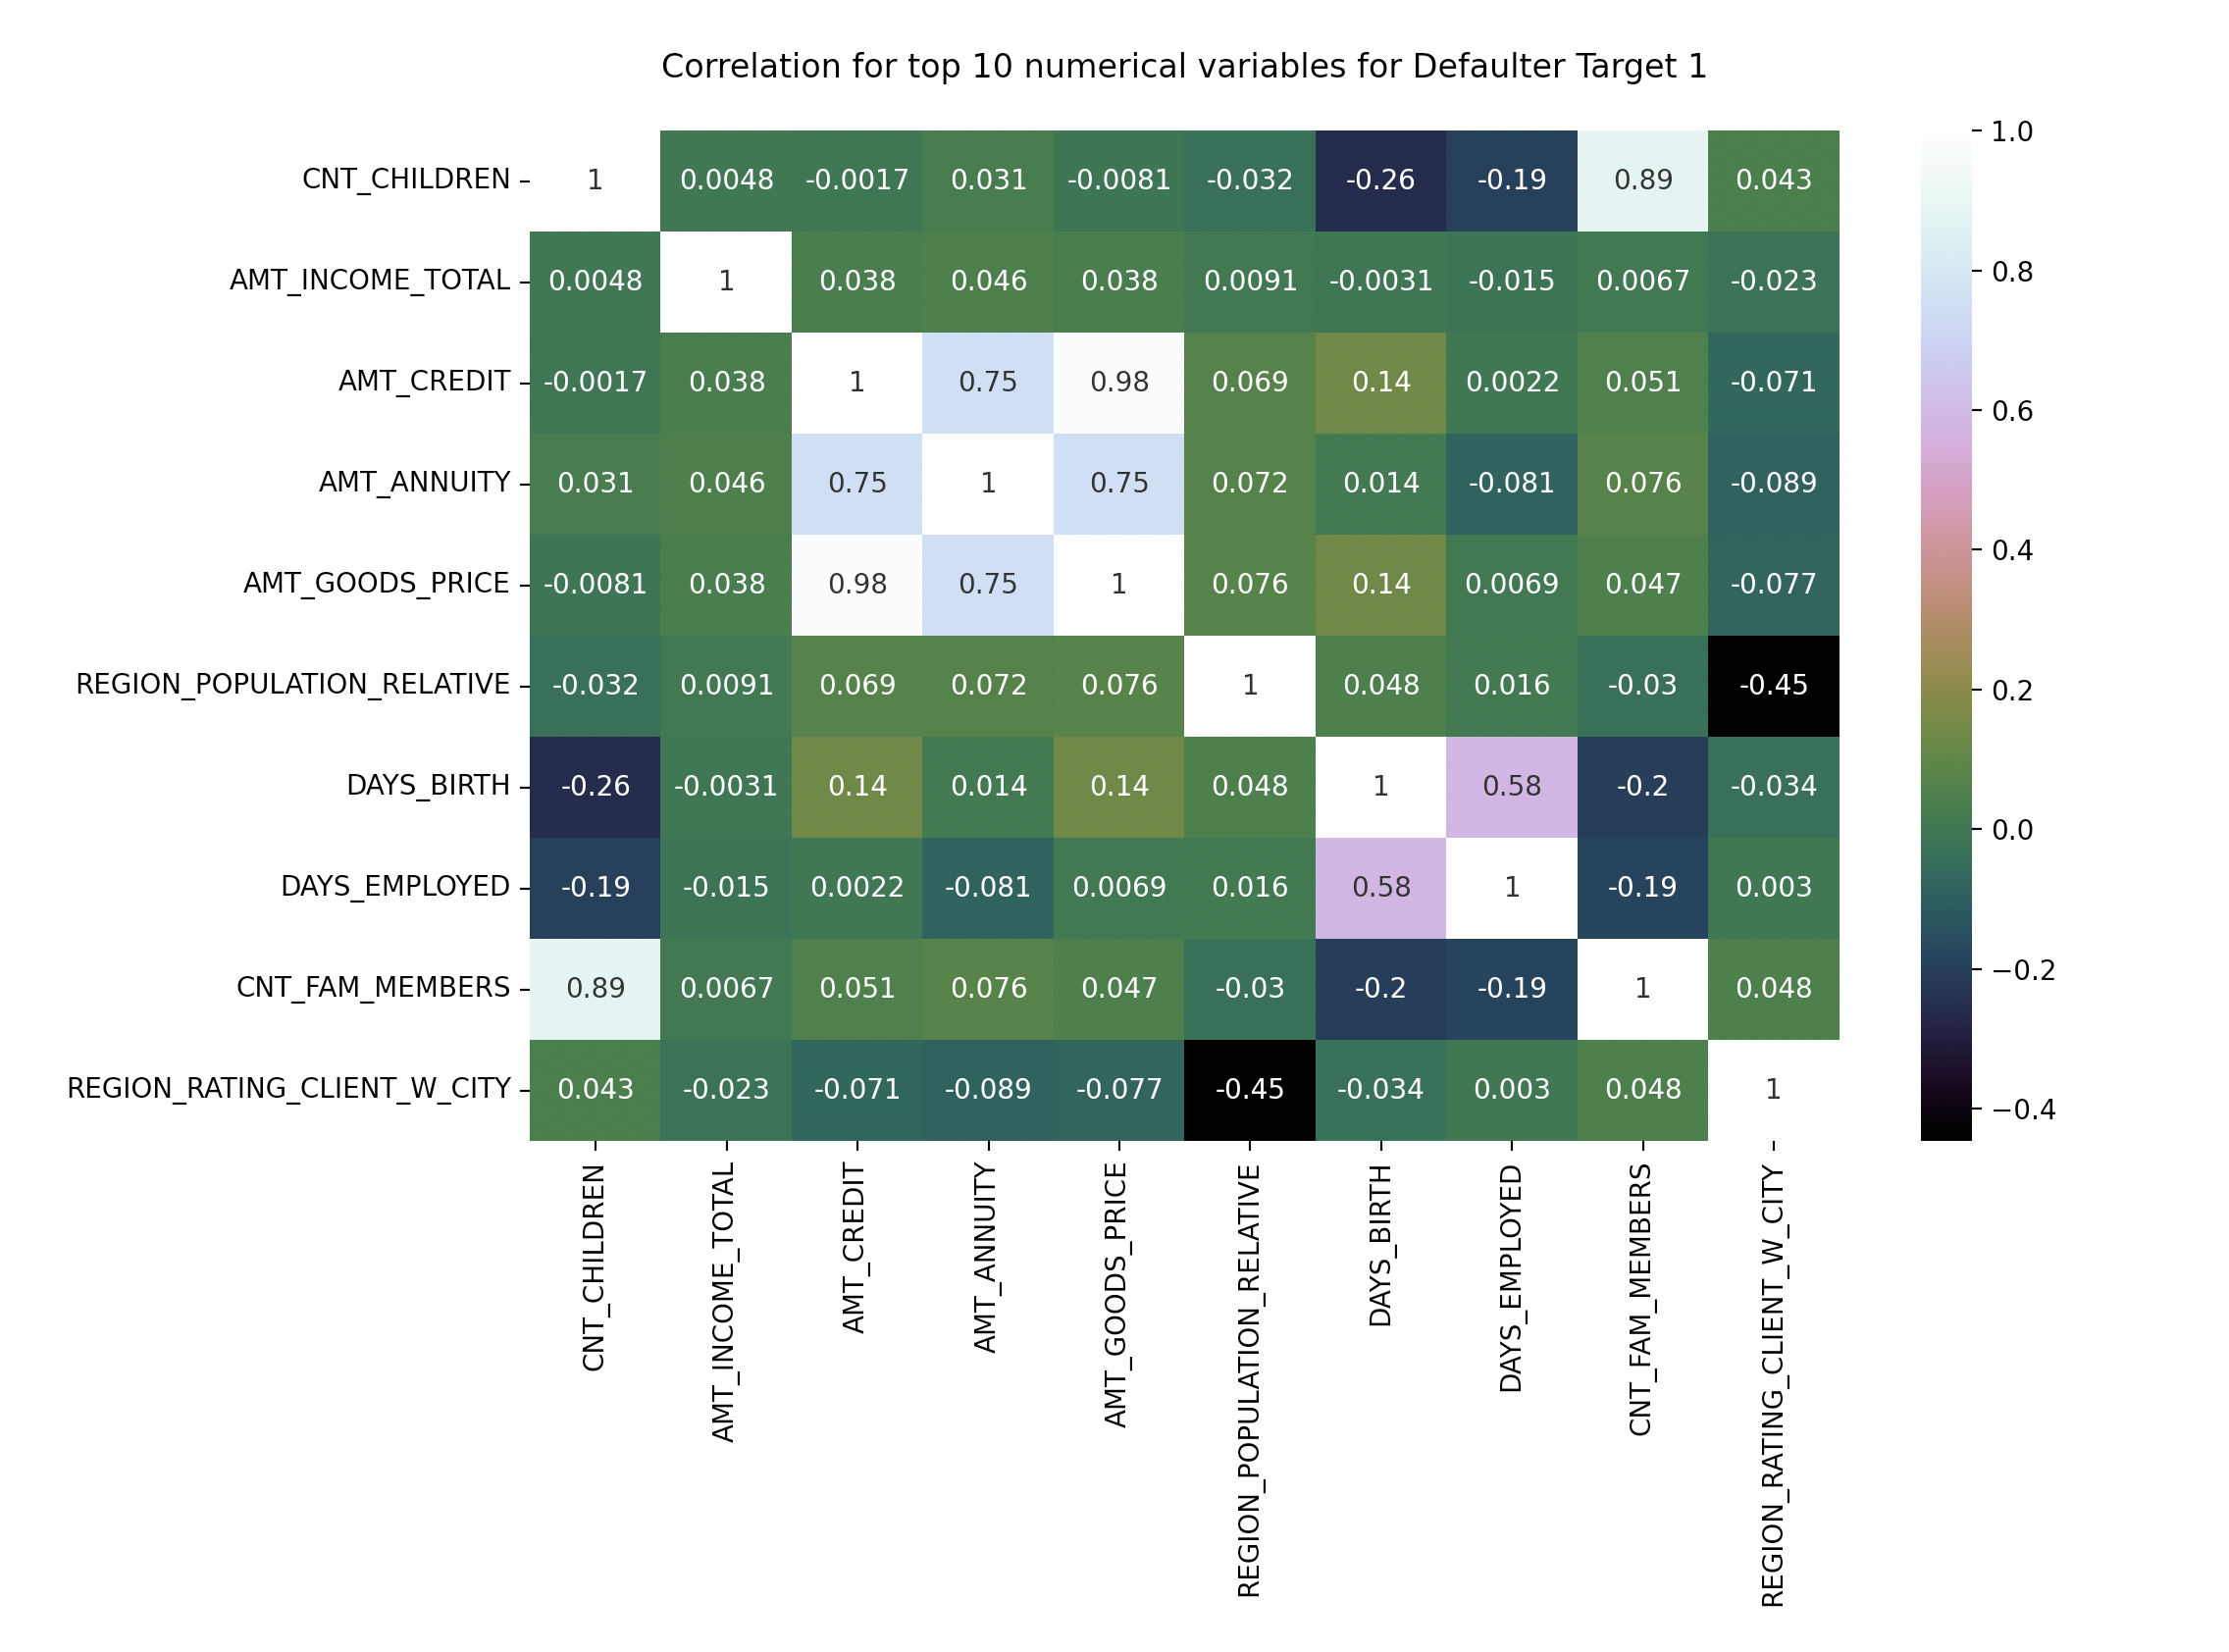 Correlation for top 10 numerical variables for Defaulter Target 1
CNT_CHILDREN 1 0.0048 -0.0017 0.031 -0.0081 -0.032 -0.26 -0.19 0.89 0.043
AMT_INCOME_TOTAL 0.0048 1 0.038 0.046 0.038 0.0091 -0.0031 -0.015 0.0067 -0.023
AMT_CREDIT -0.0017 0.038 1 0.75 0.98 0.069 0.14 0.0022 0.051 -0.071
AMT_ANNUITY 0.031 0.046 0.75 1 0.75 0.072 0.014 -0.081 0.076 -0.089
AMT_GOODS_PRICE -0.0081 0.038 0.98 0.75 1 0.076 0.14 0.0069 0.047 -0.077
REGION_POPULATION_RELATIVE -0.032 0.0091 0.069 0.072 0.076 1 0.048 0.016 -0.03 -0.45
DAYS_BIRTH -0.26 -0.0031 0.14 0.014 0.14 0.048 1 0.58 -0.2 -0.034
DAYS_EMPLOYED -0.19 -0.015 0.0022 -0.081 0.0069 0.016 0.58 1 -0.19 0.003
CNT_FAM_MEMBERS 0.89 0.0067 0.051 0.076 0.047 -0.03 -0.2 -0.19 1 0.048
REGION_RATING_CLIENT_W_CITY 0.043 -0.023 -0.071 -0.089 -0.077 -0.45 -0.034 0.003 0.048 1
CNT_CHILDREN
AMT_INCOME_TOTAL
AMT_CREDIT
AMT_ANNUITY
AMT_GOODS_PRICE
REGION_POPULATION_RELATIVE
DAYS_BIRTH
DAYS_EMPLOYED
CNT_FAM_MEMBERS
REGION_RATING_CLIENT_W_CITY
1.0
0.8
0.6
0.4
0.2
0.0
−0.2
−0.4